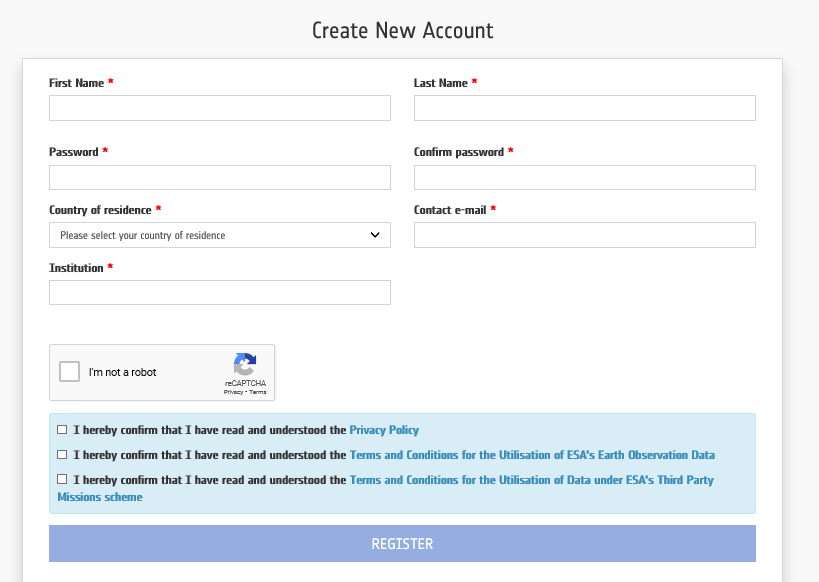 Create New Account
First Name *
Last Name *
Password *
Confirm password *
Country of residence *
Contact e-mail *
Please select your country of residence
Institution *
I'm not a robot
reCAPTCHA
Privacy - Terms
I hereby confirm that I have read and understood the Privacy Policy
I hereby confirm that I have read and understood the Terms and Conditions for the Utilisation of ESA's Earth Observation Data
I hereby confirm that I have read and understood the Terms and Conditions for the Utilisation of Data under ESA's Third Party
Missions scheme
REGISTER